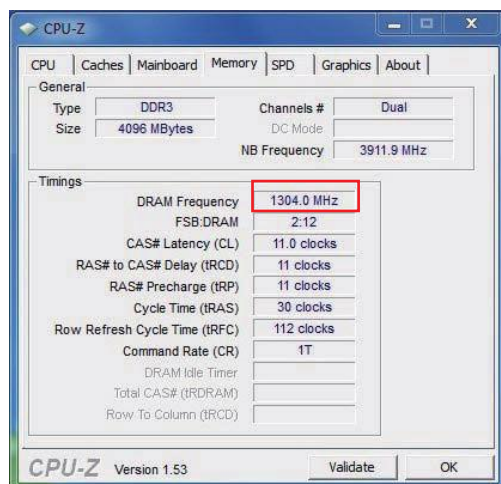 CPU-Z
CPU Caches Mainboard Memory SPD Graphics About
General
Type DDR3 Channels # Dual
Size 4096 MBytes DC Mode
NB Frequency 3911.9 MHz
Timings
DRAM Frequency 1304.0 MHz
FSB:DRAM 2:12
CAS# Latency (CL) 11.0 clocks
RAS# to CAS# Delay (tRCD) 11 clocks
RAS# Precharge (tRP) 11 clocks
Cycle Time (tRAS) 30 clocks
Row Refresh Cycle Time (tRFC) 112 clocks
Command Rate (CR) 1T
DRAM Idle Timer
Total CAS# (tRDRAM)
Row To Column (tRCD)
CPU-Z Version 1.53 Validate OK